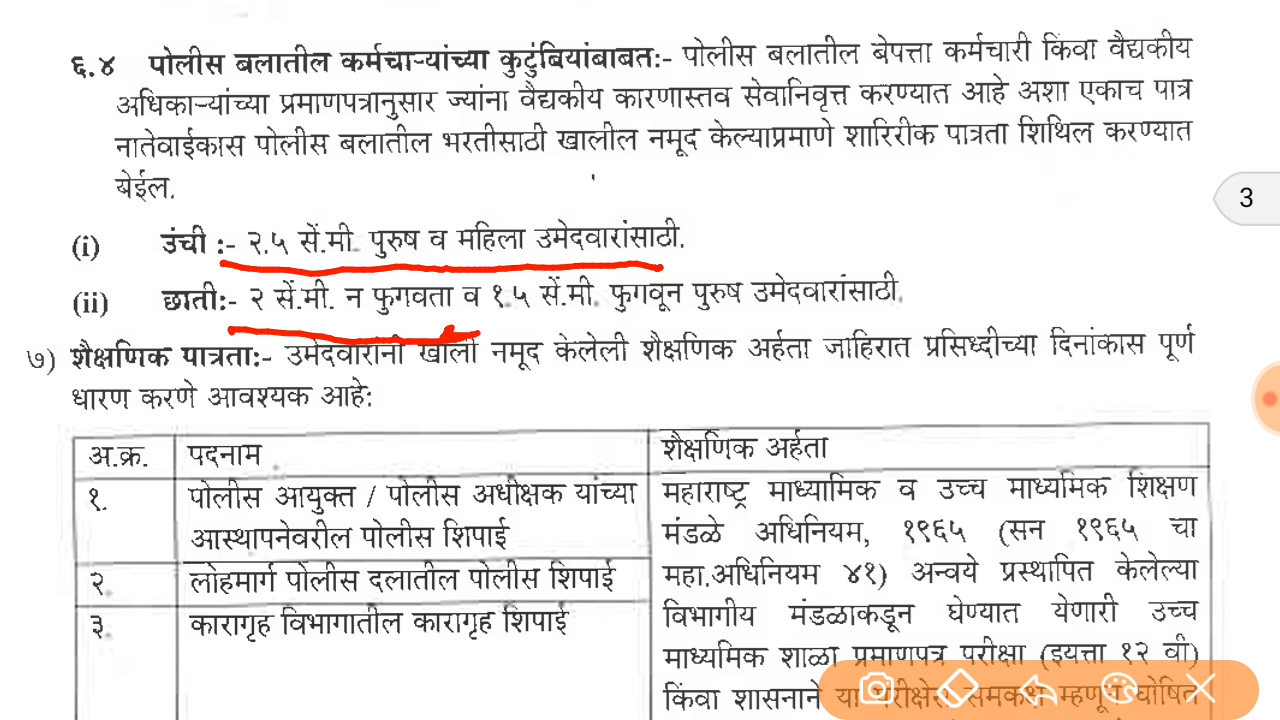 ६.४ पोलीस बलातील कर्मचाऱ्यांच्या कुटुंबियांबाबत:- पोलीस बलातील बेपत्ता कर्मचारी किंवा वैद्यकीय
अधिकाऱ्यांच्या प्रमाणपत्रानुसार ज्यांना वैद्यकीय कारणास्तव सेवानिवृत्त करण्यात आहे अशा एकाच पात्र
नातेवाईकास पोलीस बलातील भरतीसाठी खालील नमूद केल्याप्रमाणे शारिरीक पात्रता शिथिल करण्यात
येईल.
3
(i) उंची :- २.५ सें.मी. पुरुष व महिला उमेदवारांसाठी.
(ii) छाती:- २ सें.मी. न फुगवता व १.५ सें.मी. फुगवून पुरुष उमेदवारांसाठी.
७) शैक्षणिक पात्रता:- उमेदवारांनी खाली नमूद केलेली शैक्षणिक अर्हता जाहिरात प्रसिध्दीच्या दिनांकास पूर्ण
धारण करणे आवश्यक आहे:
अ.क्र. पदनाम शैक्षणिक अर्हता
१. पोलीस आयुक्त / पोलीस अधीक्षक यांच्या
आस्थापनेवरील पोलीस शिपाई
२. लोहमार्ग पोलीस दलातील पोलीस शिपाई
३. कारागृह विभागातील कारागृह शिपाई
महाराष्ट्र माध्यामिक व उच्च माध्यमिक शिक्षण
मंडळे अधिनियम, १९६५ (सन १९६५ चा
महा.अधिनियम ४१) अन्वये प्रस्थापित केलेल्या
विभागीय मंडळाकडून घेण्यात येणारी उच्च
माध्यमिक शाळा प्रमाणपत्र परीक्षा (इयत्ता १२ वी)
किंवा शासनाने या परीक्षेस समकक्ष म्हणून घोषित